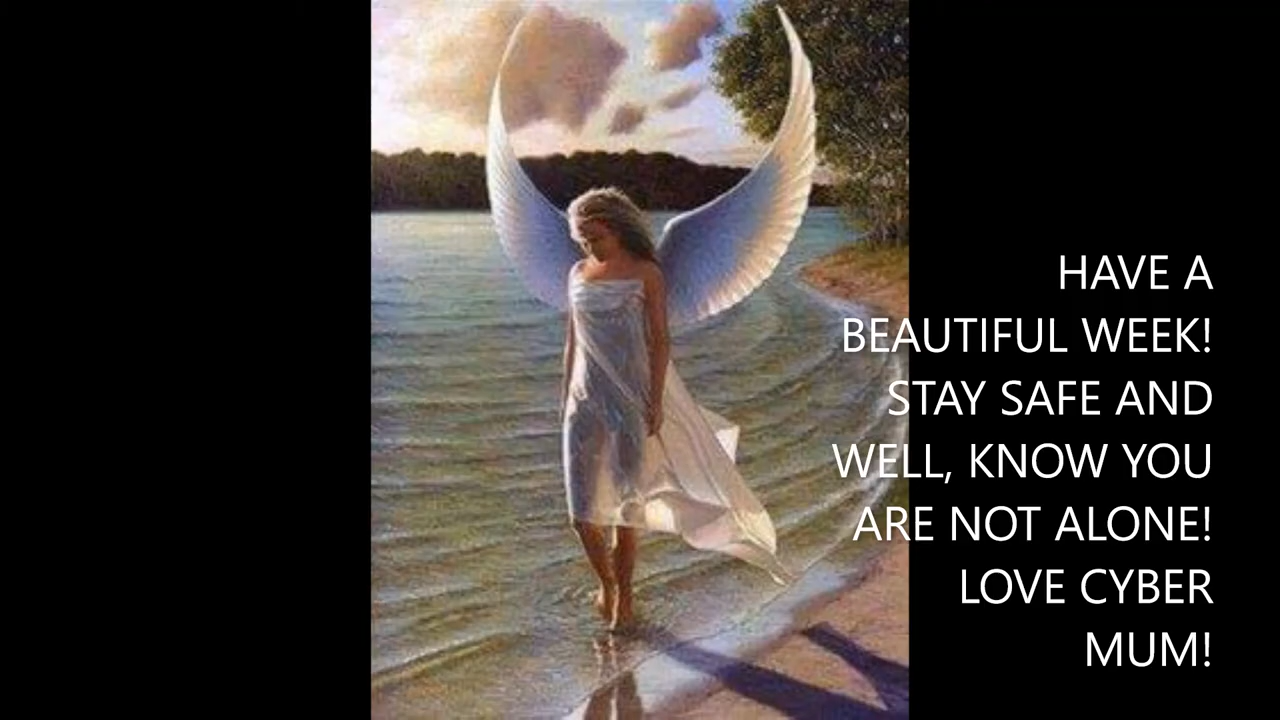 HAVE A
BEAUTIFUL WEEK!
STAY SAFE AND
WELL, KNOW YOU
ARE NOT ALONE!
LOVE CYBER
MUM!